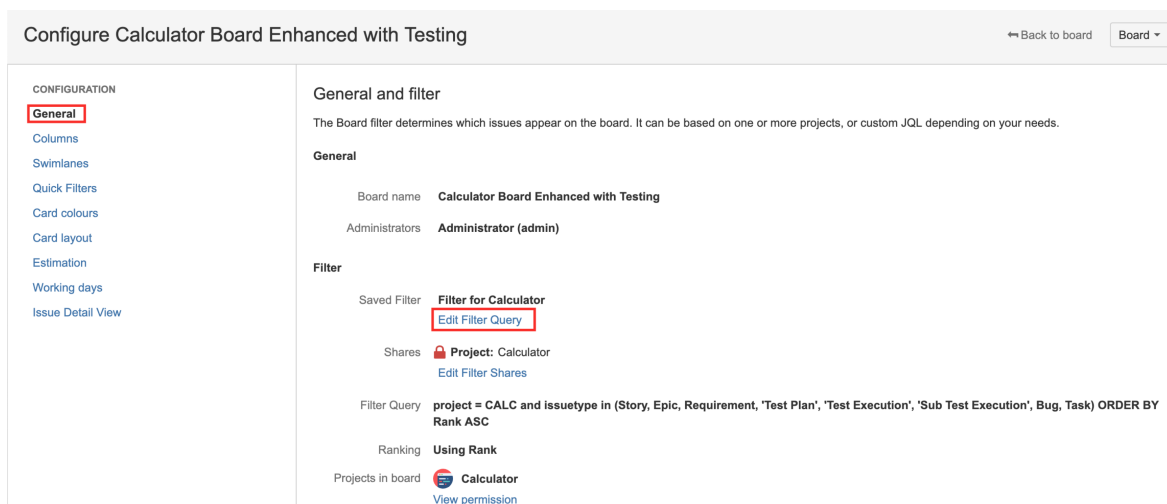 Configure Calculator Board Enhanced with Testing
Back to board
Board
CONFIGURATION
General
Columns
Swimlanes
Quick Filters
Card colours
Card layout
Estimation
Working days
Issue Detail View
General and filter
The Board filter determines which issues appear on the board. It can be based on one or more projects, or custom JQL depending on your needs.
General
Board name Calculator Board Enhanced with Testing
Administrators Administrator (admin)
Filter
Saved Filter Filter for Calculator
Edit Filter Query
Shares Project: Calculator
Edit Filter Shares
Filter Query project = CALC and issuetype in (Story, Epic, Requirement, 'Test Plan', 'Test Execution', 'Sub Test Execution', Bug, Task) ORDER BY
Rank ASC
Ranking Using Rank
Projects in board Calculator
View permission